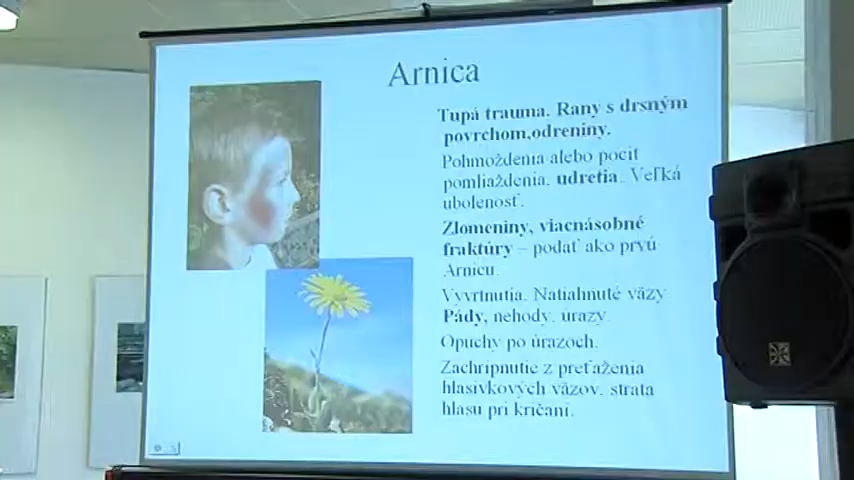 Arnica
Tupá trauma. Rany s drsným
povrchom,odreniny.
Pohmoždenia alebo pocit
pomliaždenia, udretia. Veľká
ubolenosť.
Zlomeniny, viacnásobné
fraktúry – podať ako prvú
Arnicu.
Vyvrtnutia. Natiahnuté väzy
Pády, nehody, úrazy.
Opuchy po úrazoch.
Zachripnutie z preťaženia
hlasivkových väzov, strata
hlasu pri kričaní.